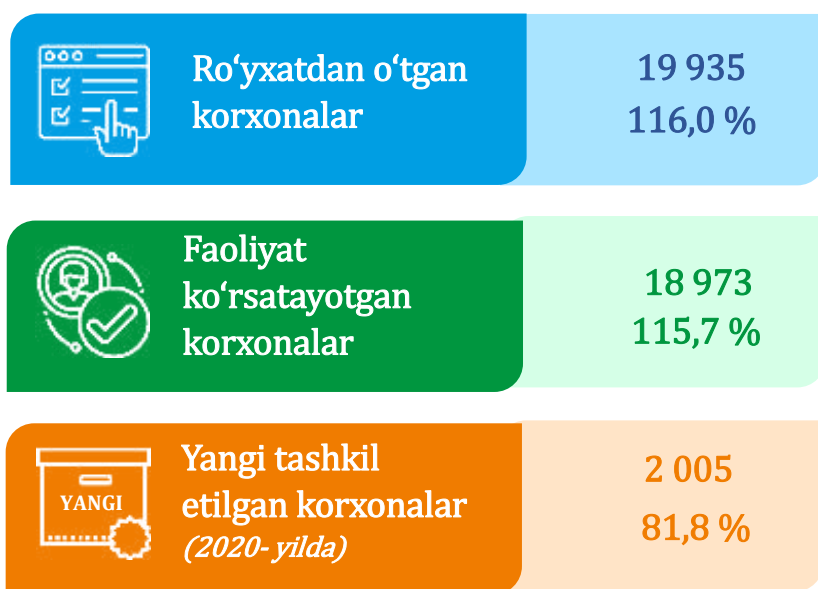 Ro‘yxatdan o‘tgan
korxonalar
19 935
116,0 %
Faoliyat
ko‘rsatayotgan
korxonalar
18 973
115,7 %
YANGI
Yangi tashkil
etilgan korxonalar
(2020- yilda)
2 005
81,8 %